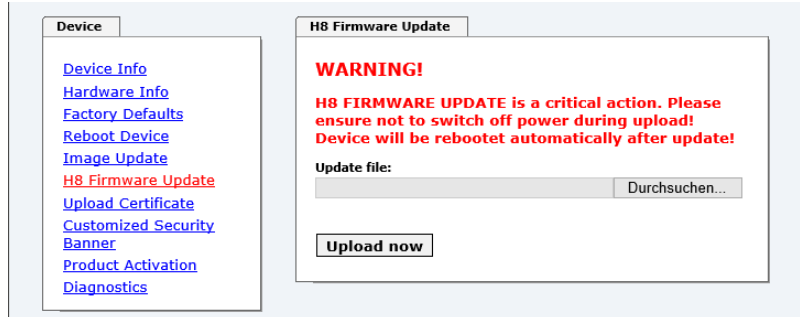 Device
Device Info
Hardware Info
Factory Defaults
Reboot Device
Image Update
H8 Firmware Update
Upload Certificate
Customized Security
Banner
Product Activation
Diagnostics
H8 Firmware Update
WARNING!
H8 FIRMWARE UPDATE is a critical action. Please
ensure not to switch off power during upload!
Device will be rebootet automatically after update!
Update file:
Durchsuchen...
Upload now